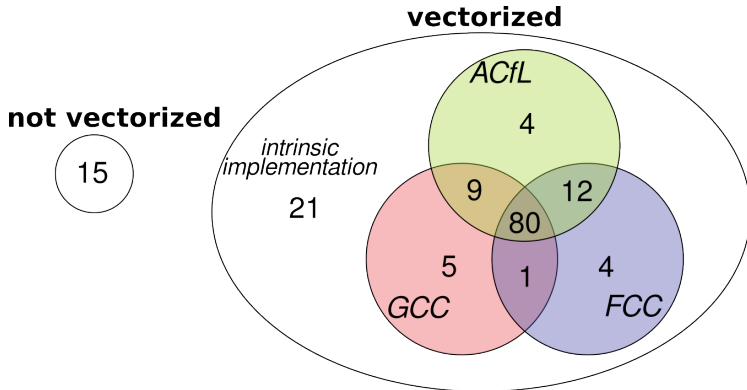 vectorized
ACfL
4
not vectorized
15
intrinsic
implementation
21
9
12
80
5
1
4
GCC
FCC